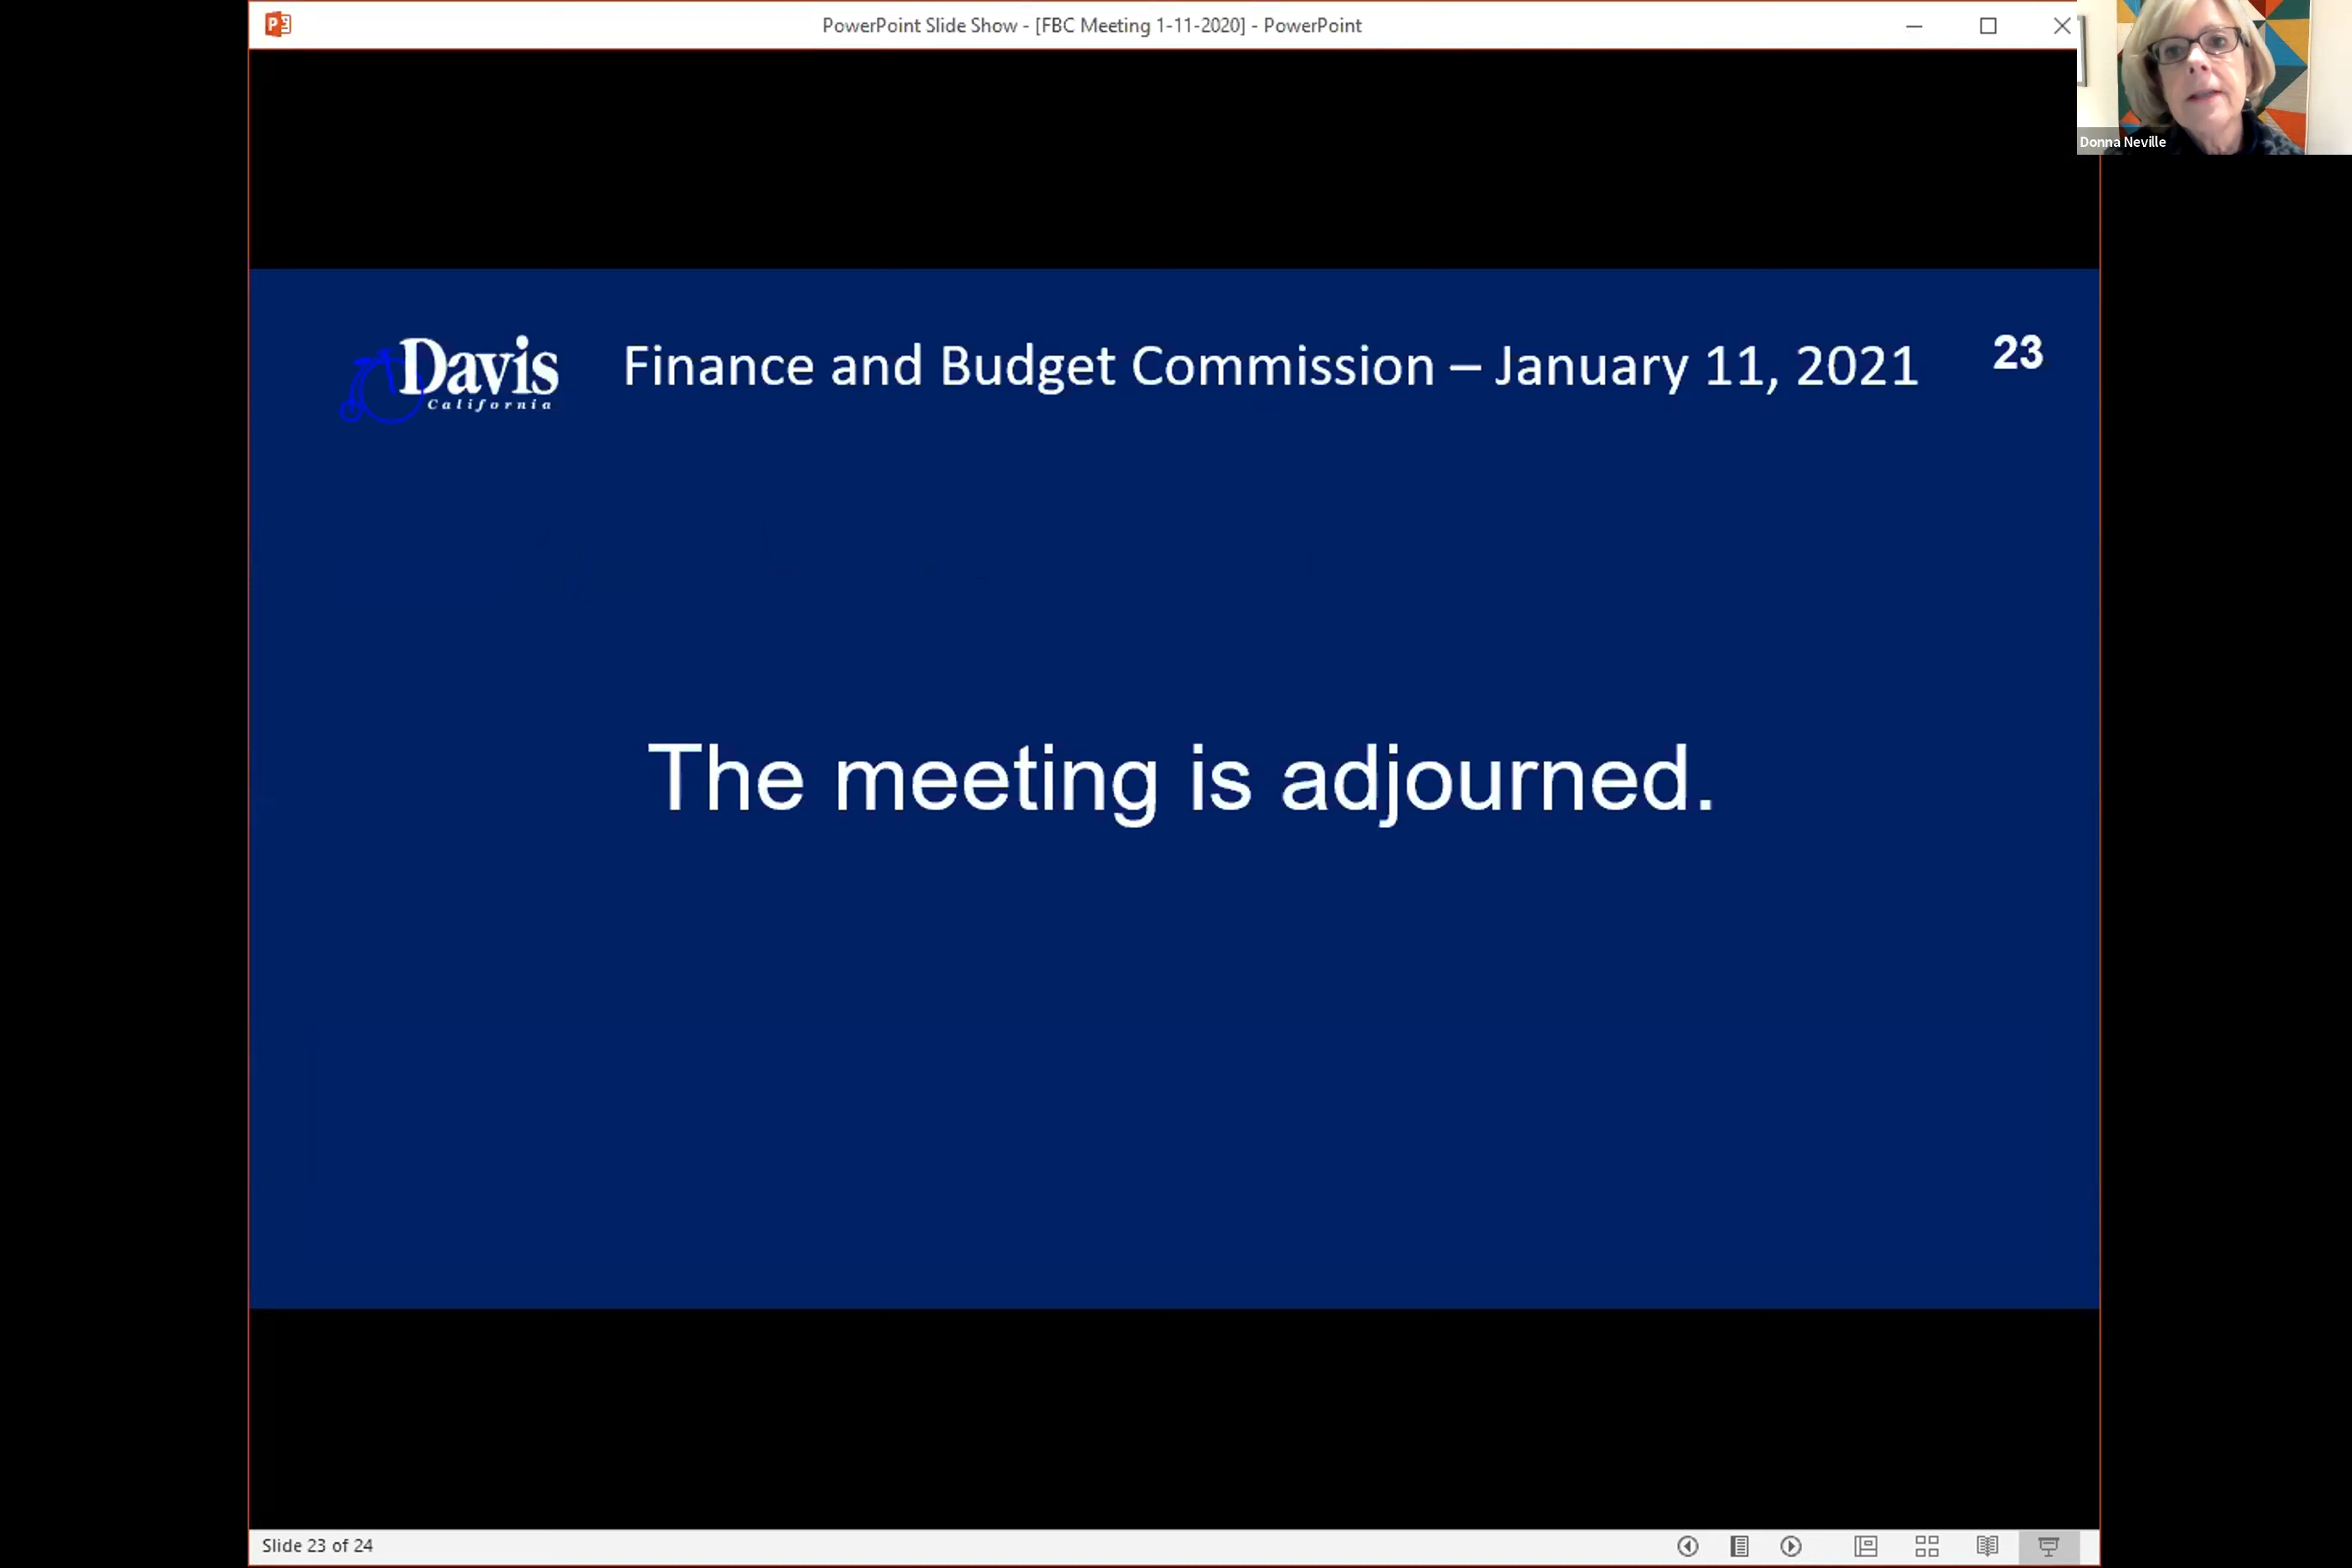 PowerPoint Slide Show - [FBC Meeting 1-11-2020] - PowerPoint
Donna Neville
Davis
California
Finance and Budget Commission – January 11, 2021
23
The meeting is adjourned.
Slide 23 of 24